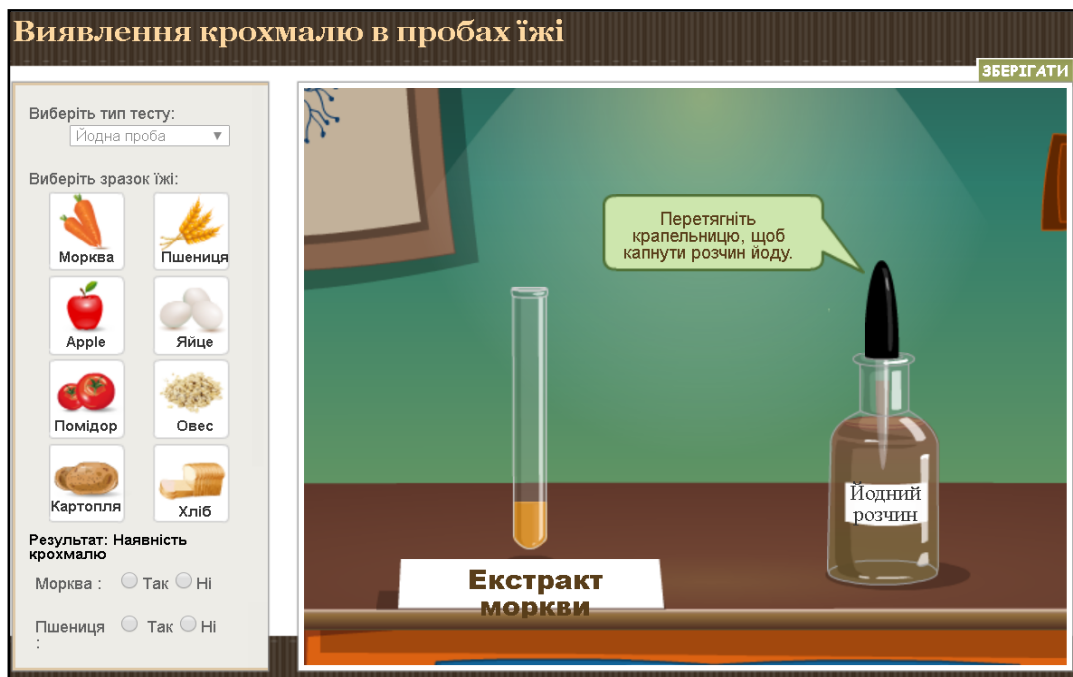 Виявлення крохмалю в пробах їжі
ЗБЕРІГАТИ
Виберіть тип тесту:
Йодна проба
Виберіть зразок їжі:
Морква
Пшениця
Apple
Яйце
Помідор
Овес
Картопля
Хліб
Результат: Наявність
крохмалю
Морква : Так Ні
Пшениця Так Ні
:
Перетягніть
крапельницю, щоб
капнути розчин йоду.
Йодний
розчин
Екстракт
моркви